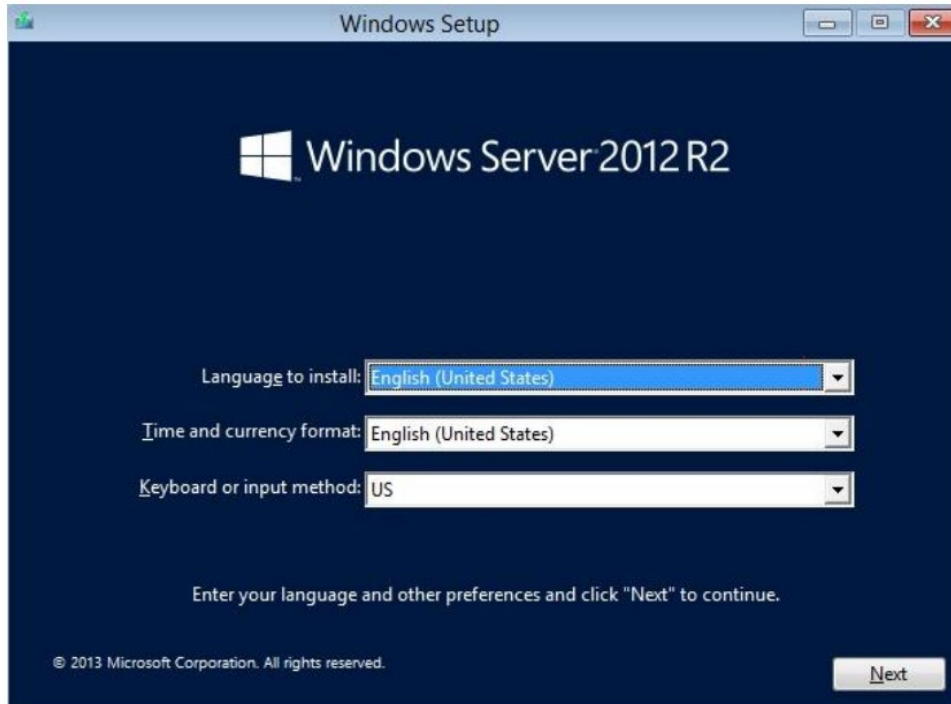 Windows Setup
Windows Server 2012 R2
Language to install: English (United States)
Time and currency format: English (United States)
Keyboard or input method: US
Enter your language and other preferences and click "Next" to continue.
© 2013 Microsoft Corporation. All rights reserved.
Next